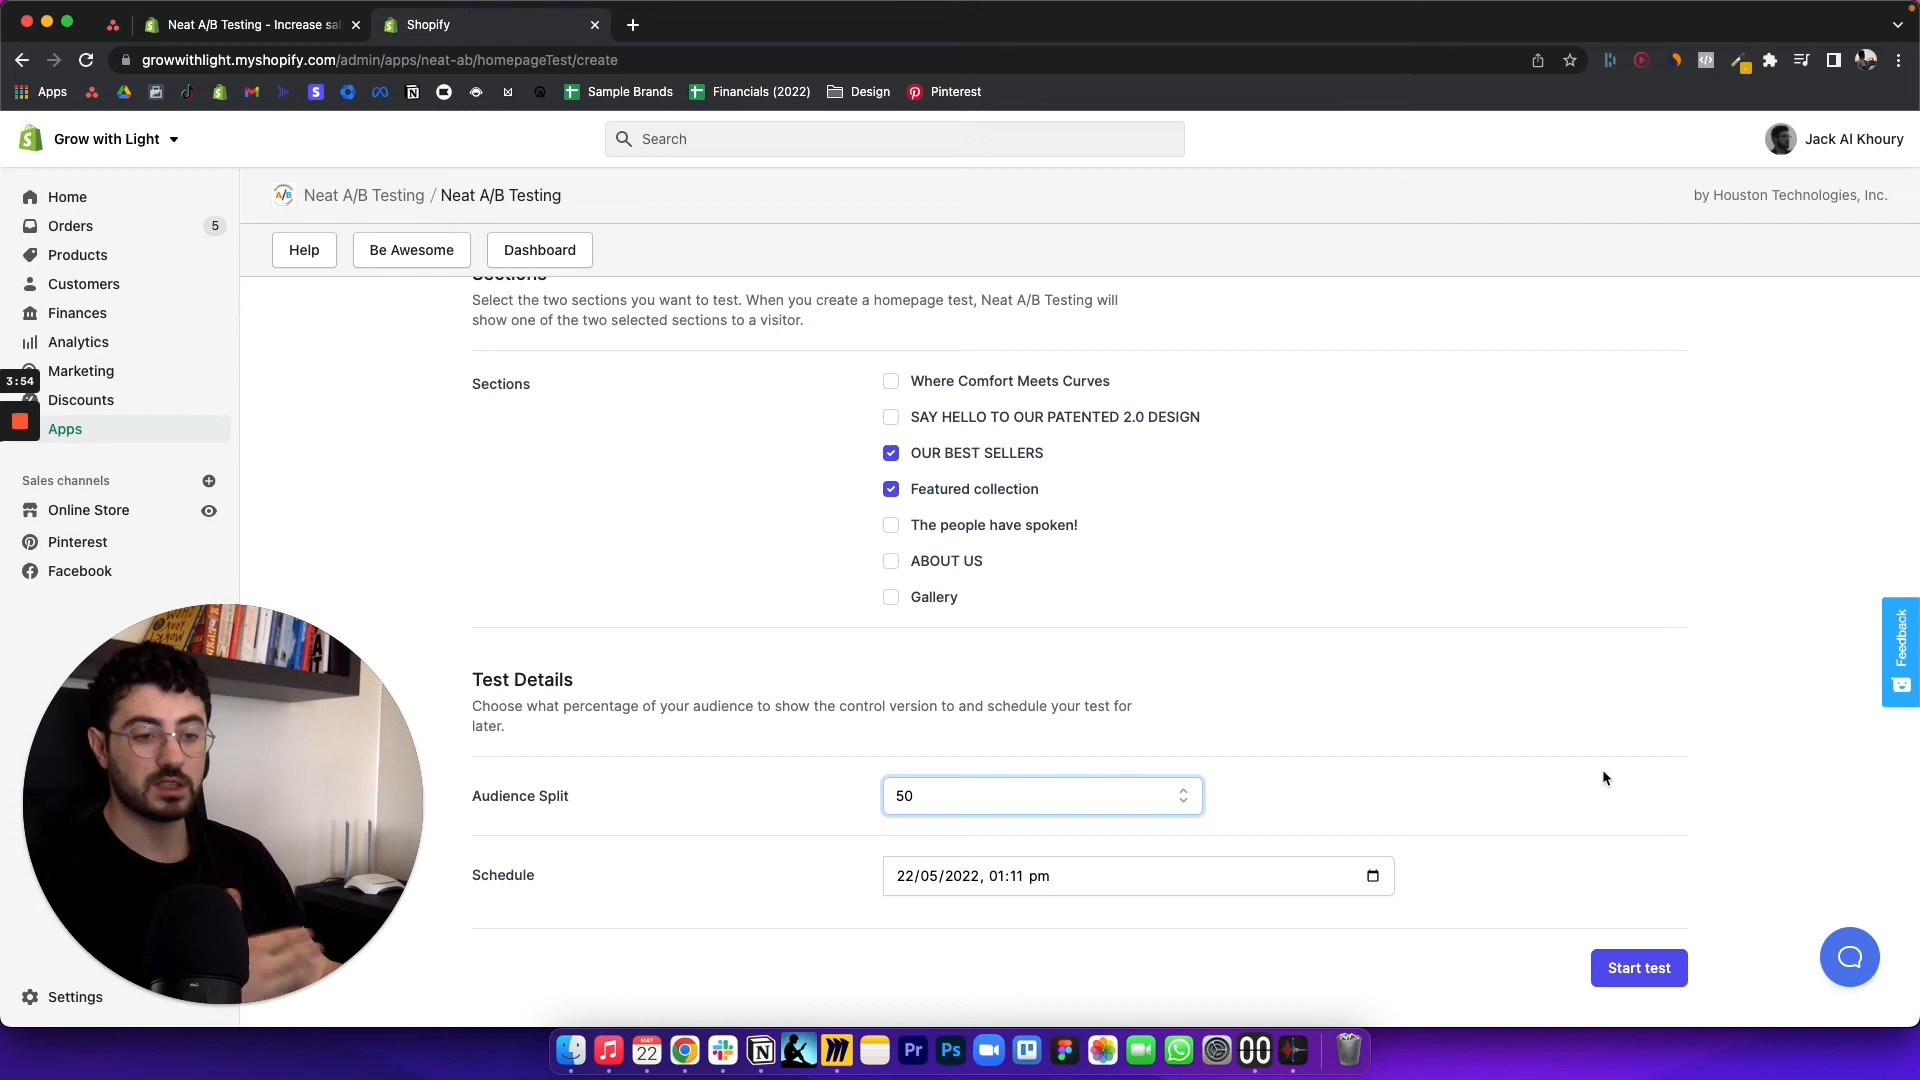 Neat A/B Testing - Increase sal
Shopify
growwithlight.myshopify.com/admin/apps/neat-ab/homepageTest/create
Apps
Sample Brands
Financials (2022)
Design
Pinterest
Grow with Light
Search
Jack Al Khoury
Home
Orders
5
Products
Customers
Finances
Analytics
Marketing
Discounts
Apps
3:54
Sales channels
Online Store
Pinterest
Facebook
Settings
Neat A/B Testing / Neat A/B Testing
by Houston Technologies, Inc.
Help
Be Awesome
Dashboard
Sections
Select the two sections you want to test. When you create a homepage test, Neat A/B Testing will
show one of the two selected sections to a visitor.
Sections
Where Comfort Meets Curves
SAY HELLO TO OUR PATENTED 2.0 DESIGN
OUR BEST SELLERS
Featured collection
The people have spoken!
ABOUT US
Gallery
Test Details
Choose what percentage of your audience to show the control version to and schedule your test for
later.
Audience Split
50
Schedule
22/05/2022, 01:11 pm
Start test
Feedback
MAY
22
Pr
Ps